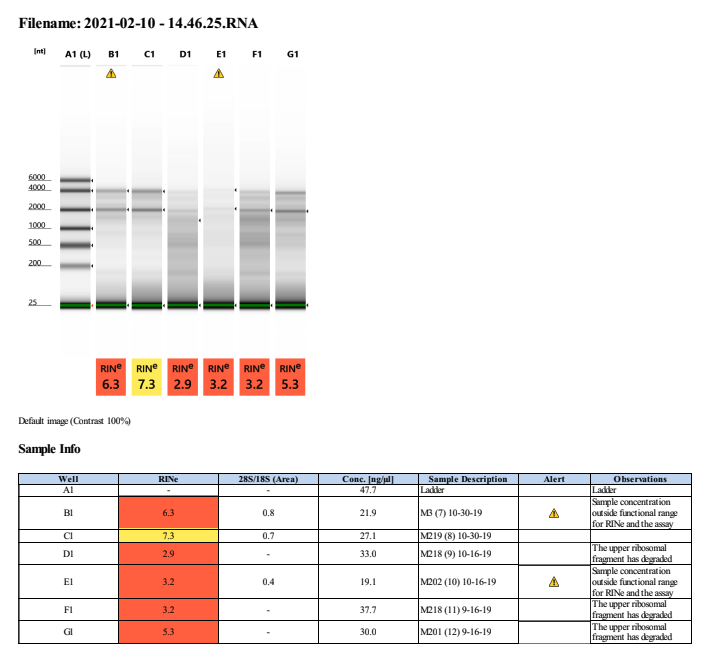 Filename: 2021-02-10 - 14.46.25.RNA
[nt] A1 (L) B1 C1 D1 E1 F1 G1
6000
4000
2000
1000
500
200
25
RINe RINe RINe RINe RINe RINe
6.3 7.3 2.9 3.2 3.2 5.3
Default image (Contrast 100%)
Sample Info
Well RINe 28S/18S (Area) Conc. [ng/µl] Sample Description Alert Observations
A1 - - 47.7 Ladder Ladder
B1 6.3 0.8 21.9 M3 (7) 10-30-19 Sample concentration
outside functional range
for RINe and the assay
C1 7.3 0.7 27.1 M219 (8) 10-30-19
D1 2.9 - 33.0 M218 (9) 10-16-19 The upper ribosomal
fragment has degraded
E1 3.2 0.4 19.1 M202 (10) 10-16-19 Sample concentration
outside functional range
for RINe and the assay
F1 3.2 - 37.7 M218 (11) 9-16-19 The upper ribosomal
fragment has degraded
G1 5.3 - 30.0 M201 (12) 9-16-19 The upper ribosomal
fragment has degraded